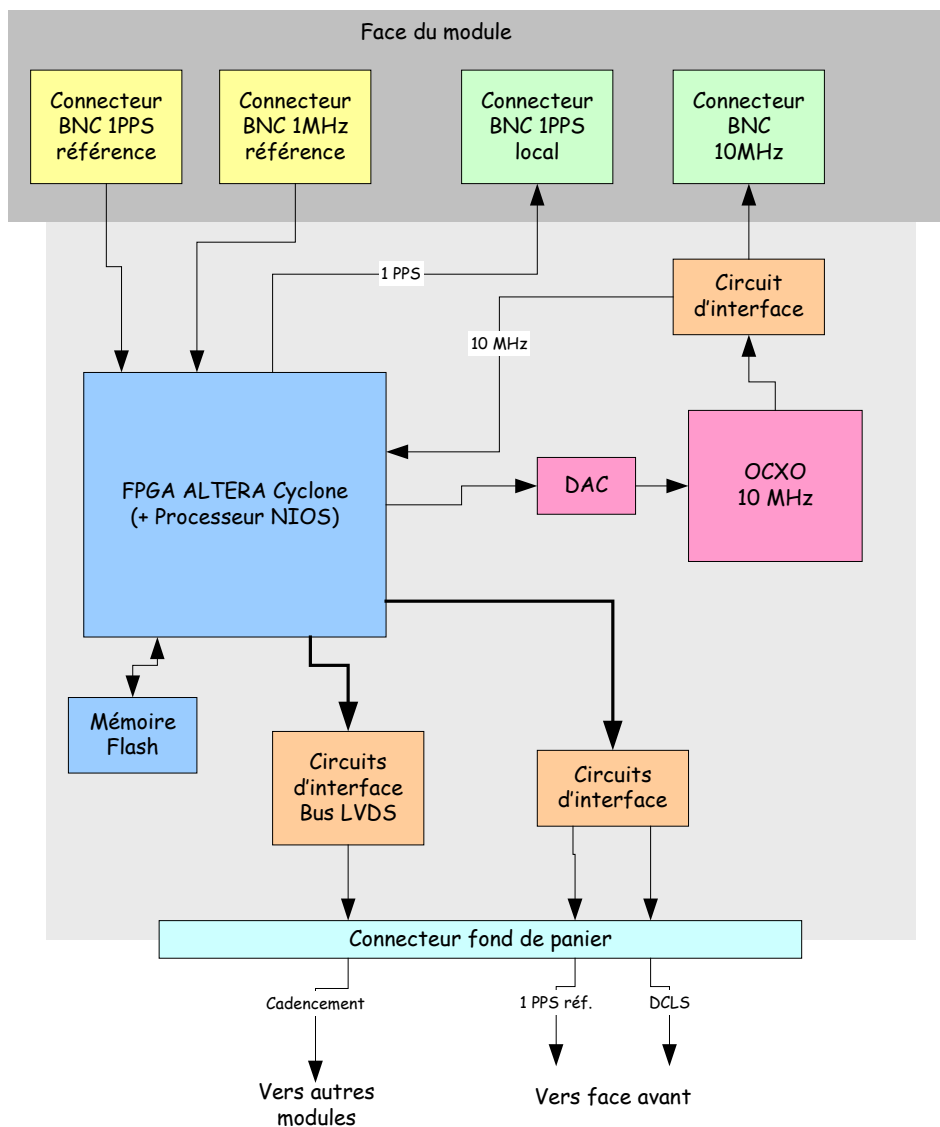 Face du module
Connecteur
BNC 1PPS
référence
Connecteur
BNC 1MHz
référence
Connecteur
BNC 1PPS
local
Connecteur
BNC
10MHz
1 PPS
Circuit
d'interface
10 MHz
FPGA ALTERA Cyclone
(+ Processeur NIOS)
DAC
OCXO
10 MHz
Mémoire
Flash
Circuits
d'interface
Bus LVDS
Circuits
d'interface
Connecteur fond de panier
Cadencement
1 PPS réf.
DCLS
Vers autres
modules
Vers face avant